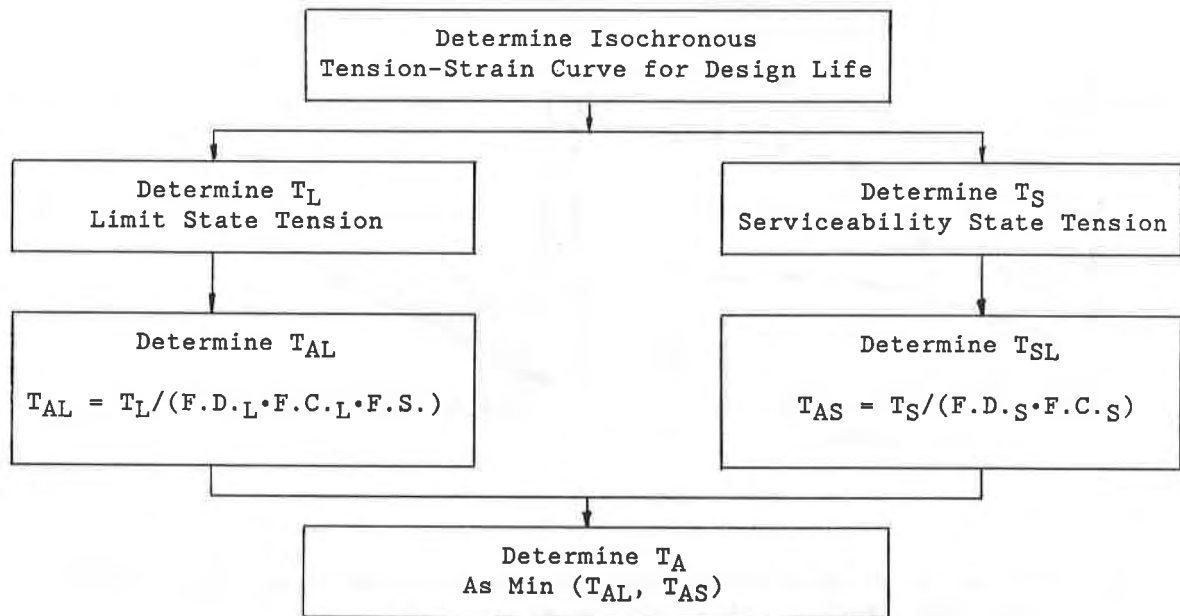 Determine Isochronous
Tension-Strain Curve for Design Life
Determine T_L
Limit State Tension
Determine T_S
Serviceability State Tension
Determine T_AL
T_AL = T_L/(F.D._L•F.C._L•F.S.)
Determine T_SL
T_AS = T_S/(F.D._S•F.C._S)
Determine T_A
As Min (T_AL, T_AS)